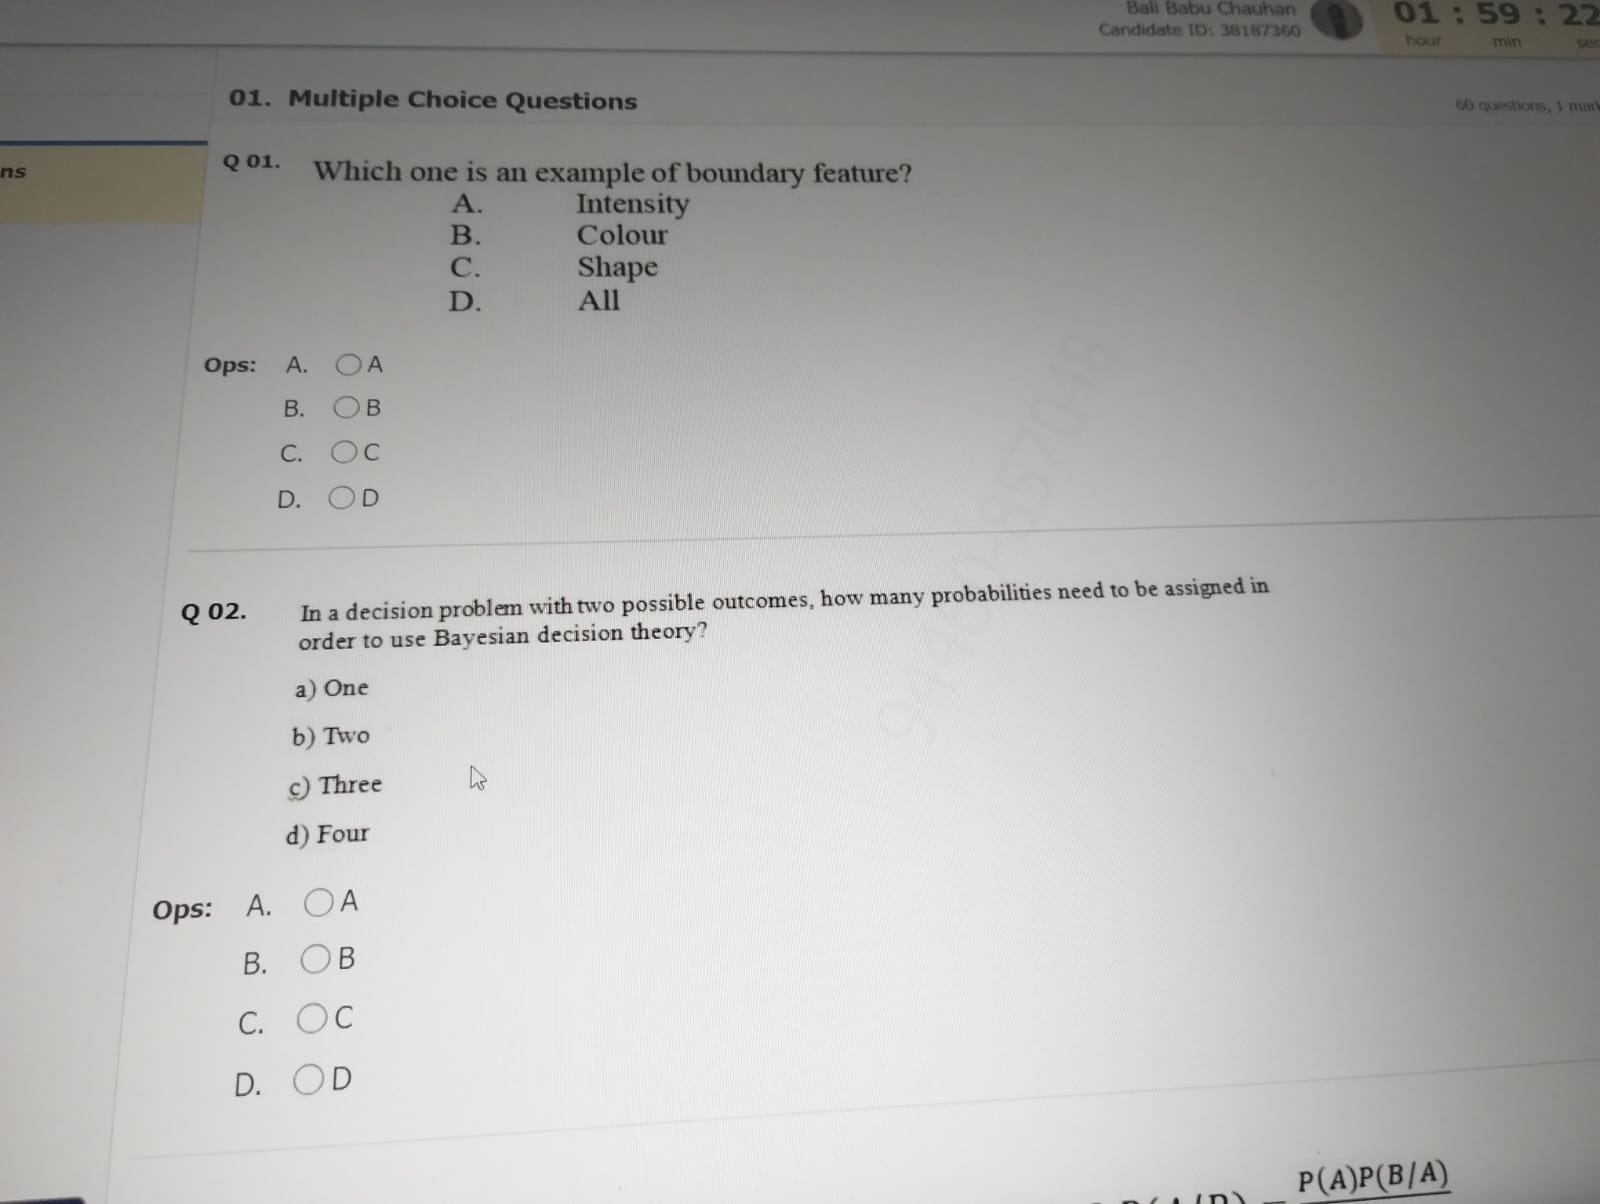 Bali Babu Chauhan
Candidate ID: 38187360
01 : 59 : 22
hour min sec
01. Multiple Choice Questions
60 questions, 1 mark
ns
Q 01. Which one is an example of boundary feature?
A. Intensity
B. Colour
C. Shape
D. All
Ops: A. A
B. B
C. C
D. D
Q 02. In a decision problem with two possible outcomes, how many probabilities need to be assigned in
order to use Bayesian decision theory?
a) One
b) Two
c) Three
d) Four
Ops: A. A
B. B
C. C
D. D
P(A)P(B/A)